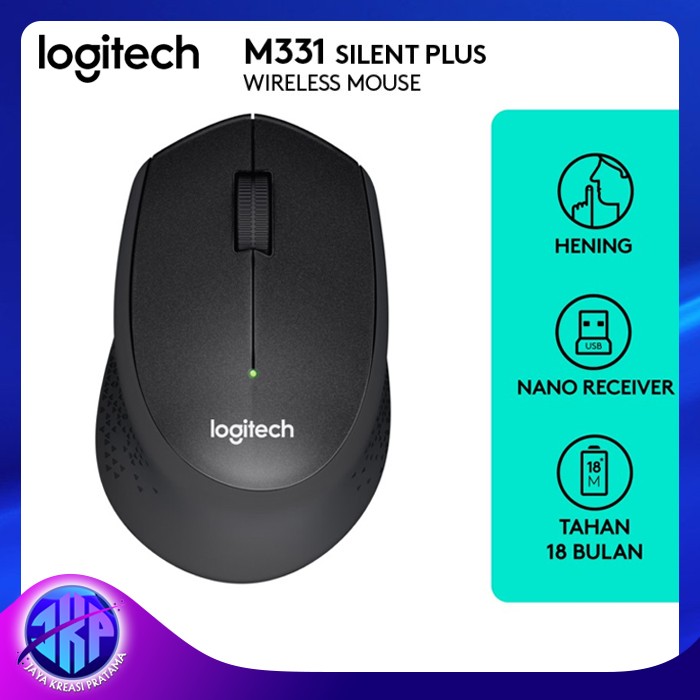 logitech
M331 SILENT PLUS
WIRELESS MOUSE
HENING
USB
NANO RECEIVER
18+
M
TAHAN
18 BULAN
logitech
JKP
JAYA KREASI PRATAMA